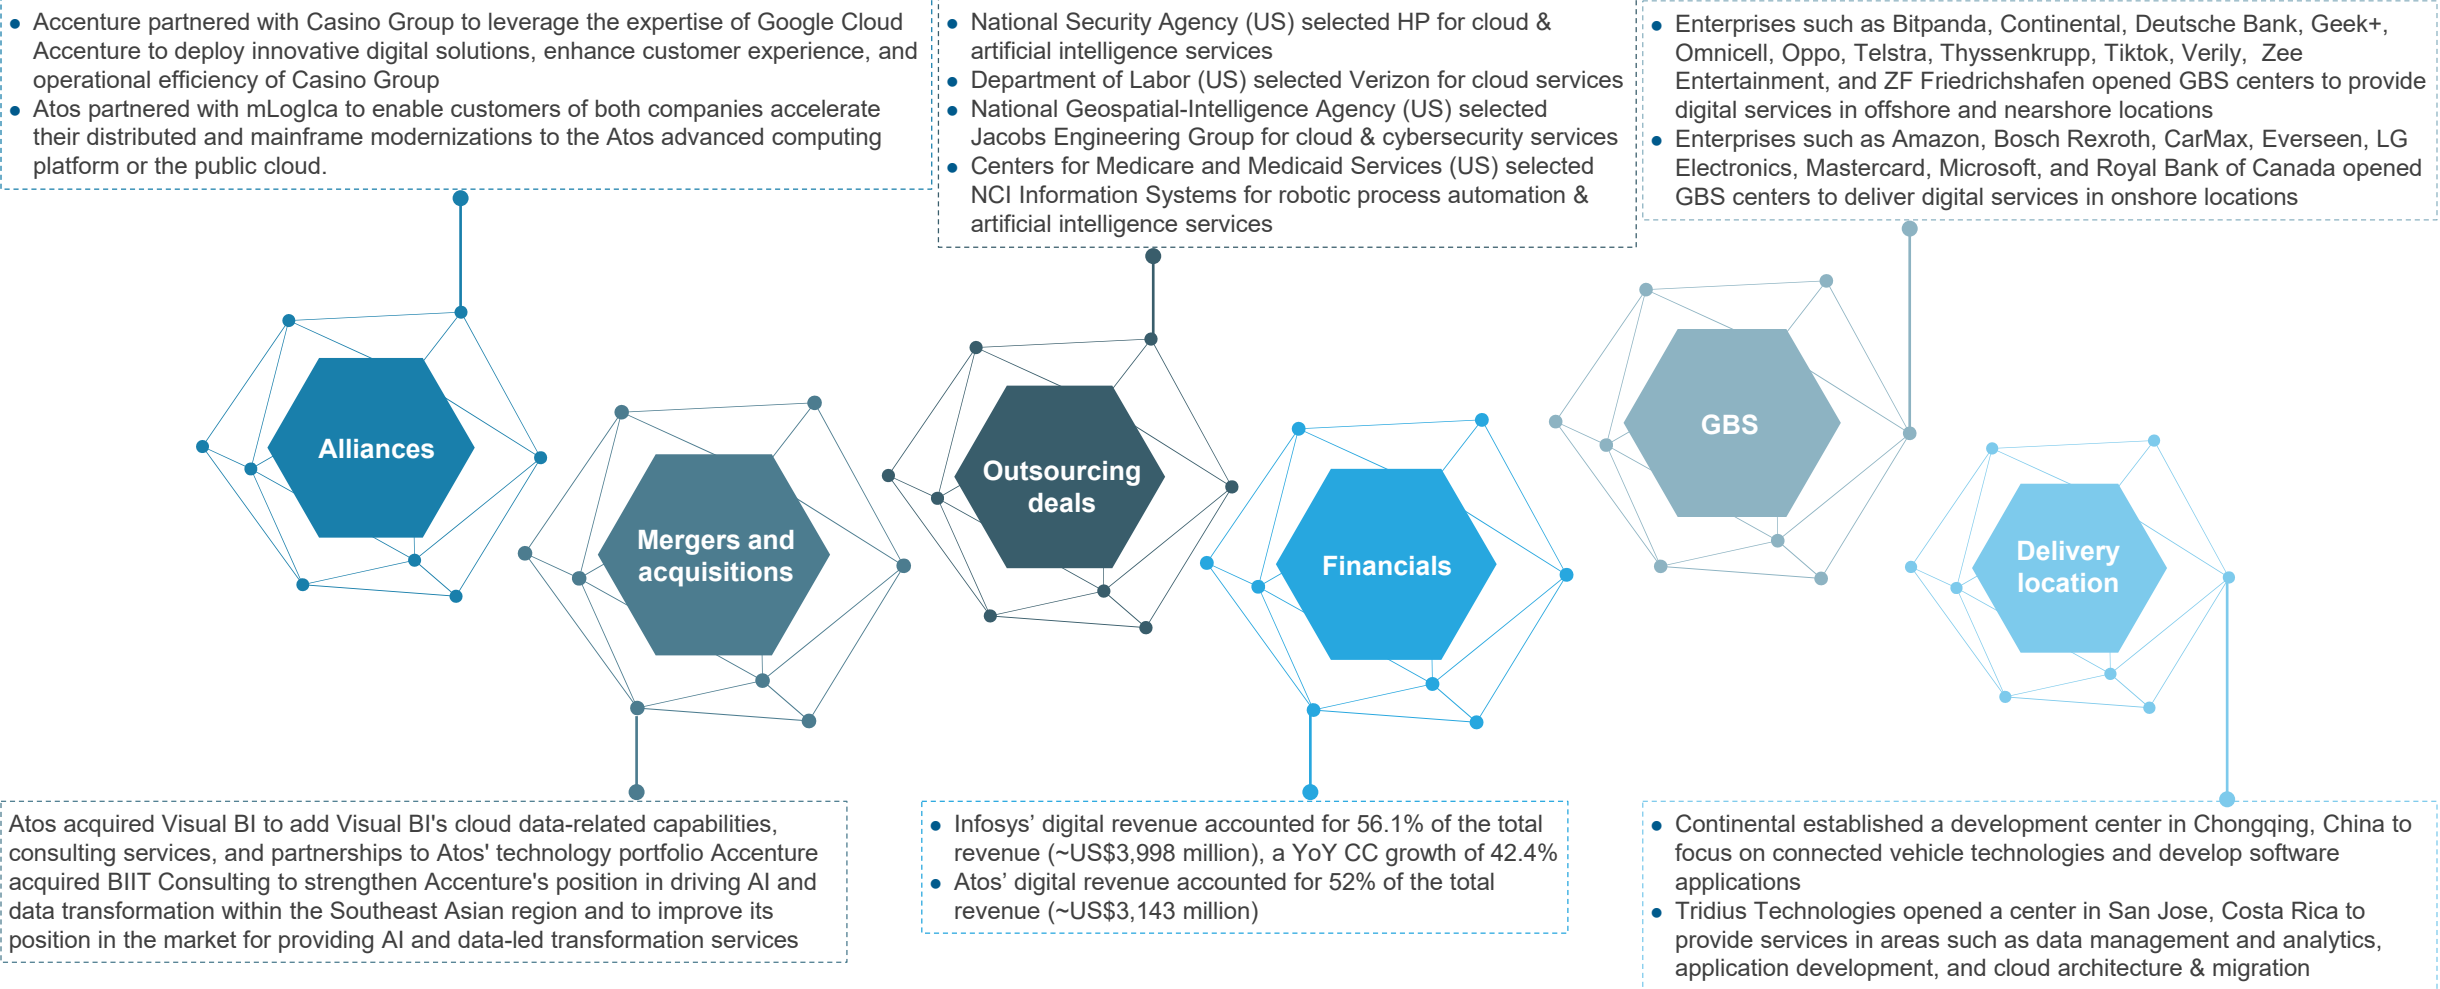 ● Accenture partnered with Casino Group to leverage the expertise of Google Cloud
Accenture to deploy innovative digital solutions, enhance customer experience, and
operational efficiency of Casino Group
● Atos partnered with mLogIca to enable customers of both companies accelerate
their distributed and mainframe modernizations to the Atos advanced computing
platform or the public cloud.
● National Security Agency (US) selected HP for cloud &
artificial intelligence services
● Department of Labor (US) selected Verizon for cloud services
● National Geospatial-Intelligence Agency (US) selected
Jacobs Engineering Group for cloud & cybersecurity services
● Centers for Medicare and Medicaid Services (US) selected
NCI Information Systems for robotic process automation &
artificial intelligence services
● Enterprises such as Bitpanda, Continental, Deutsche Bank, Geek+,
Omnicell, Oppo, Telstra, Thyssenkrupp, Tiktok, Verily, Zee
Entertainment, and ZF Friedrichshafen opened GBS centers to provide
digital services in offshore and nearshore locations
● Enterprises such as Amazon, Bosch Rexroth, CarMax, Everseen, LG
Electronics, Mastercard, Microsoft, and Royal Bank of Canada opened
GBS centers to deliver digital services in onshore locations
Alliances
Mergers and
acquisitions
Outsourcing
deals
Financials
GBS
Delivery
location
Atos acquired Visual BI to add Visual BI's cloud data-related capabilities,
consulting services, and partnerships to Atos' technology portfolio Accenture
acquired BIIT Consulting to strengthen Accenture's position in driving AI and
data transformation within the Southeast Asian region and to improve its
position in the market for providing AI and data-led transformation services
● Infosys’ digital revenue accounted for 56.1% of the total
revenue (~US$3,998 million), a YoY CC growth of 42.4%
● Atos’ digital revenue accounted for 52% of the total
revenue (~US$3,143 million)
● Continental established a development center in Chongqing, China to
focus on connected vehicle technologies and develop software
applications
● Tridius Technologies opened a center in San Jose, Costa Rica to
provide services in areas such as data management and analytics,
application development, and cloud architecture & migration